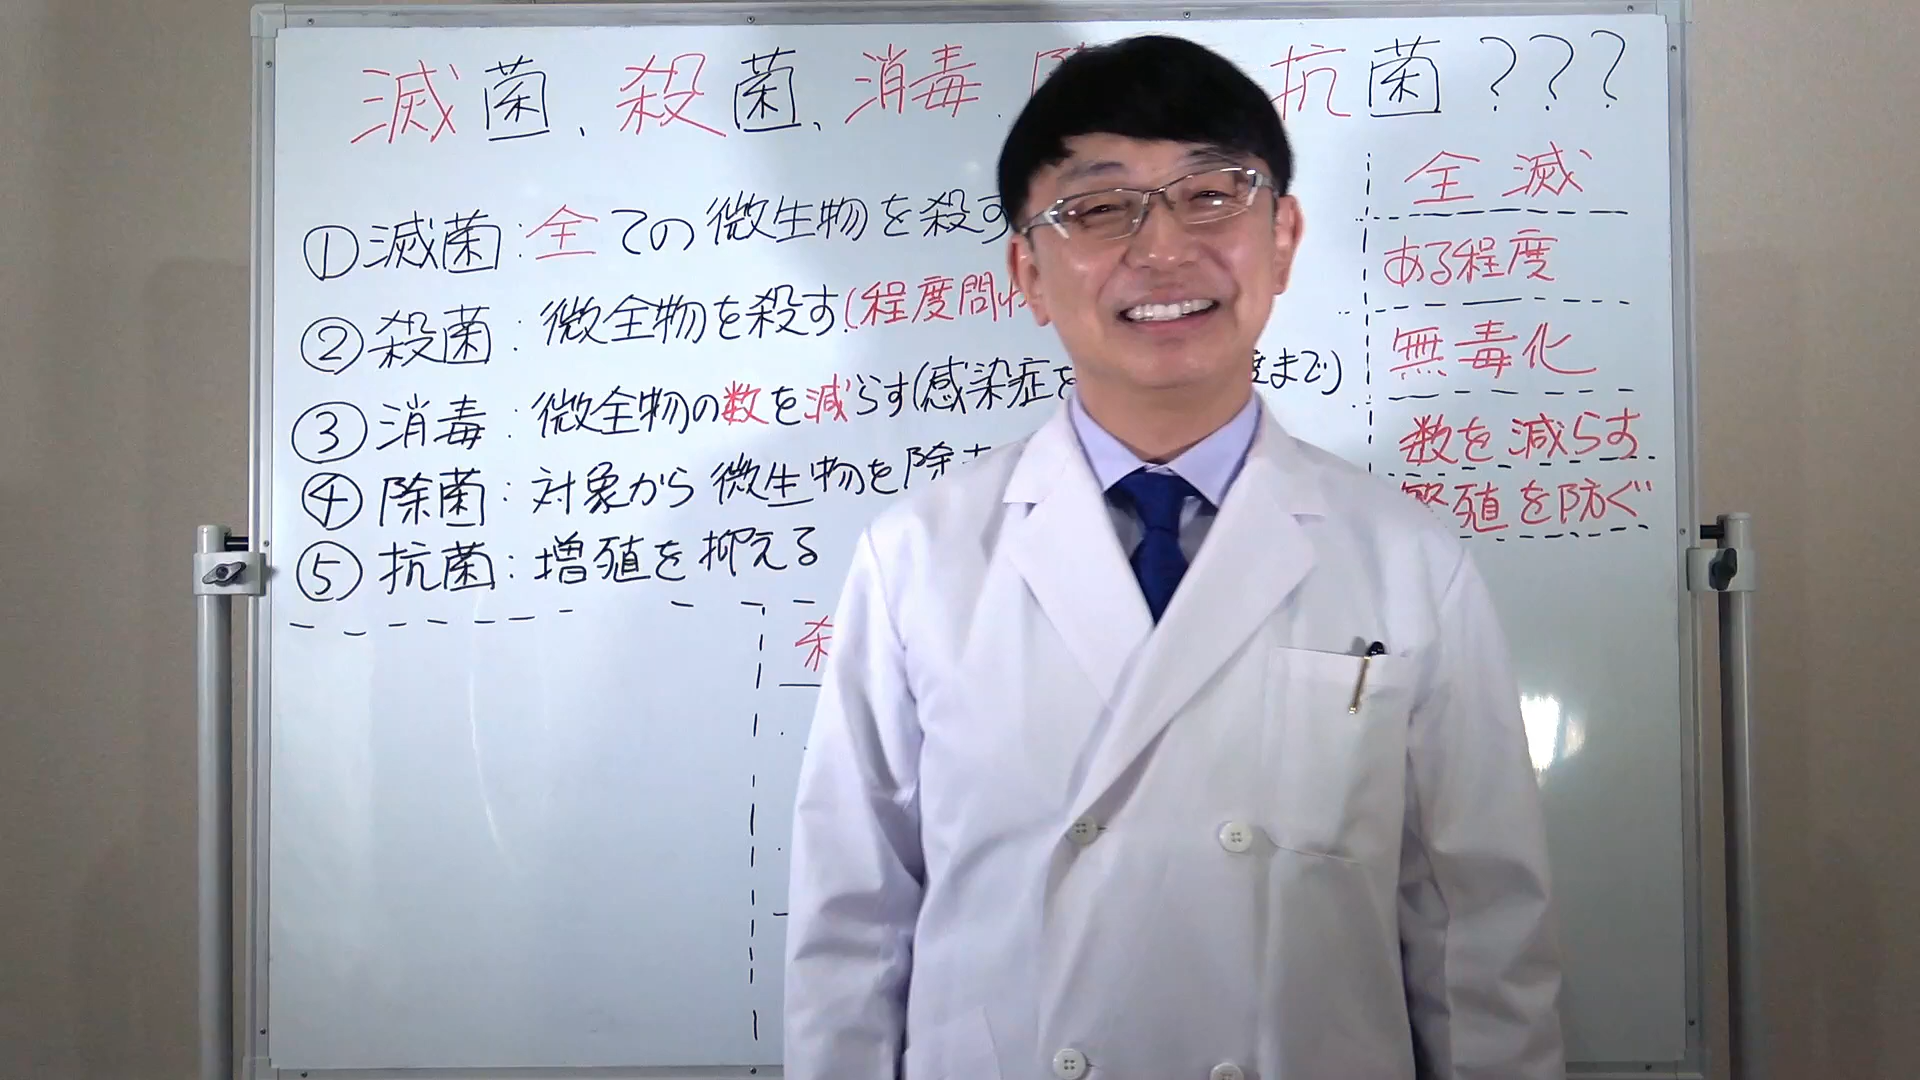 滅菌、殺菌、消毒、抗菌???
①滅菌:全ての微生物を殺す
全滅
②殺菌:微全物を殺す(程度問わ
ある程度
③消毒:微全物の数を減らす(感染症を 度まで)
無毒化
④除菌:対象から微生物を除去
数を減らす
⑤抗菌:増殖を抑える
繁殖を防ぐ